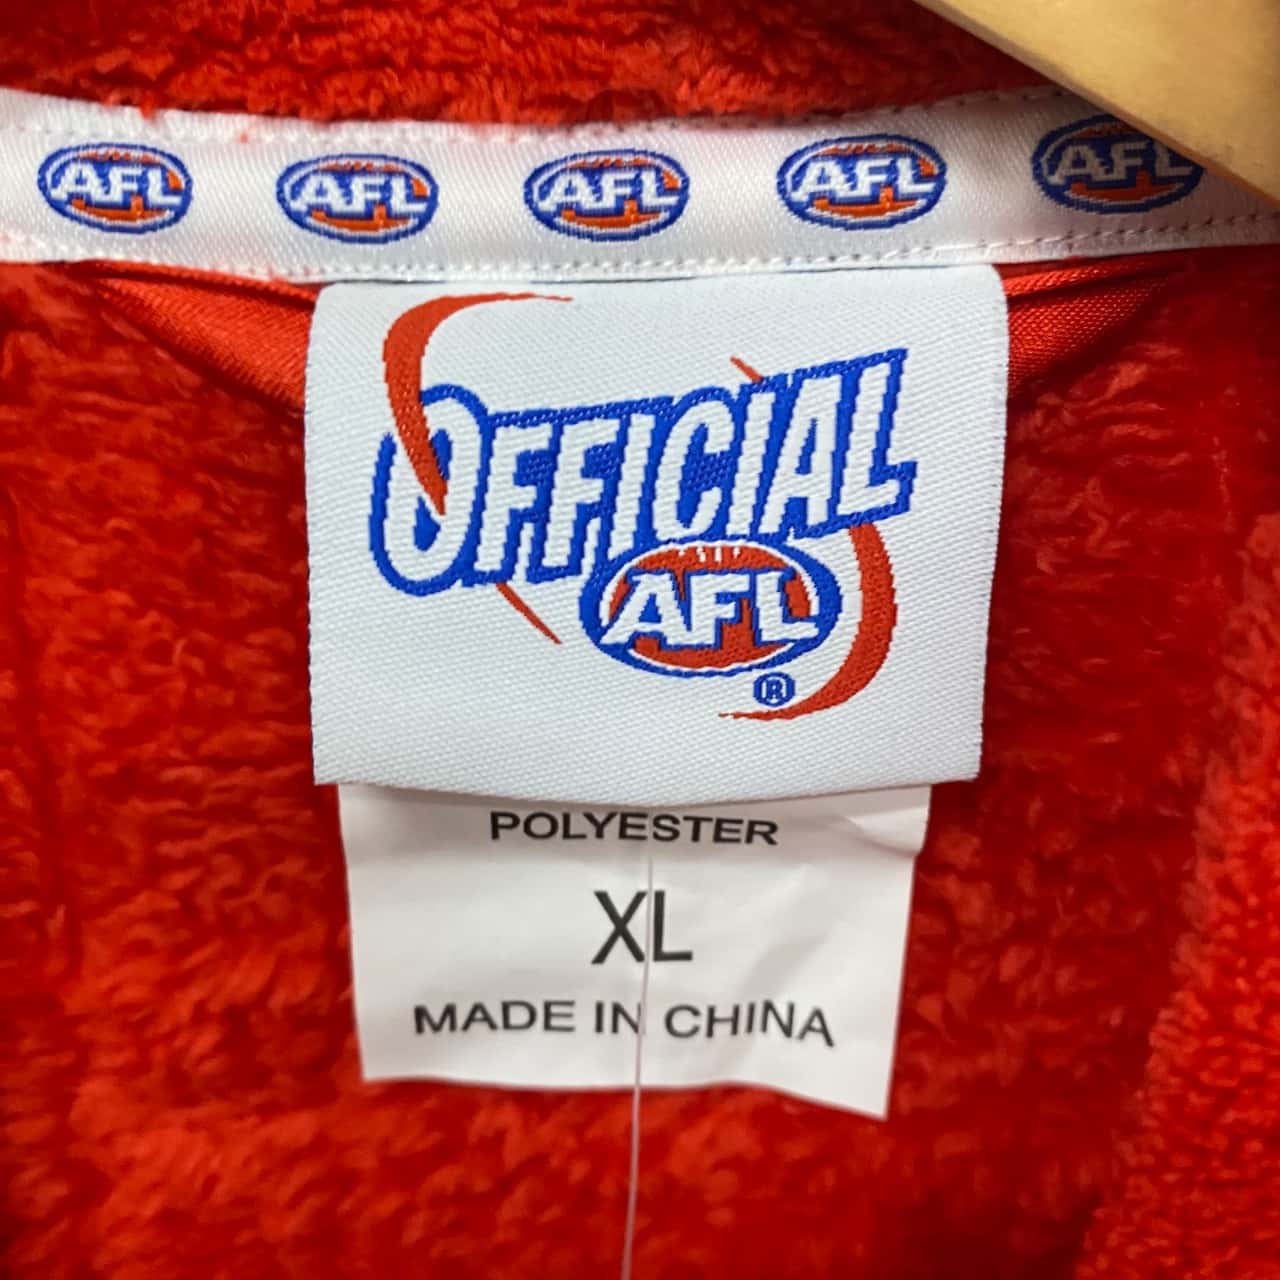 AFL AFL AFL AFL AFL
OFFICIAL
AFL
®
POLYESTER
XL
MADE IN CHINA